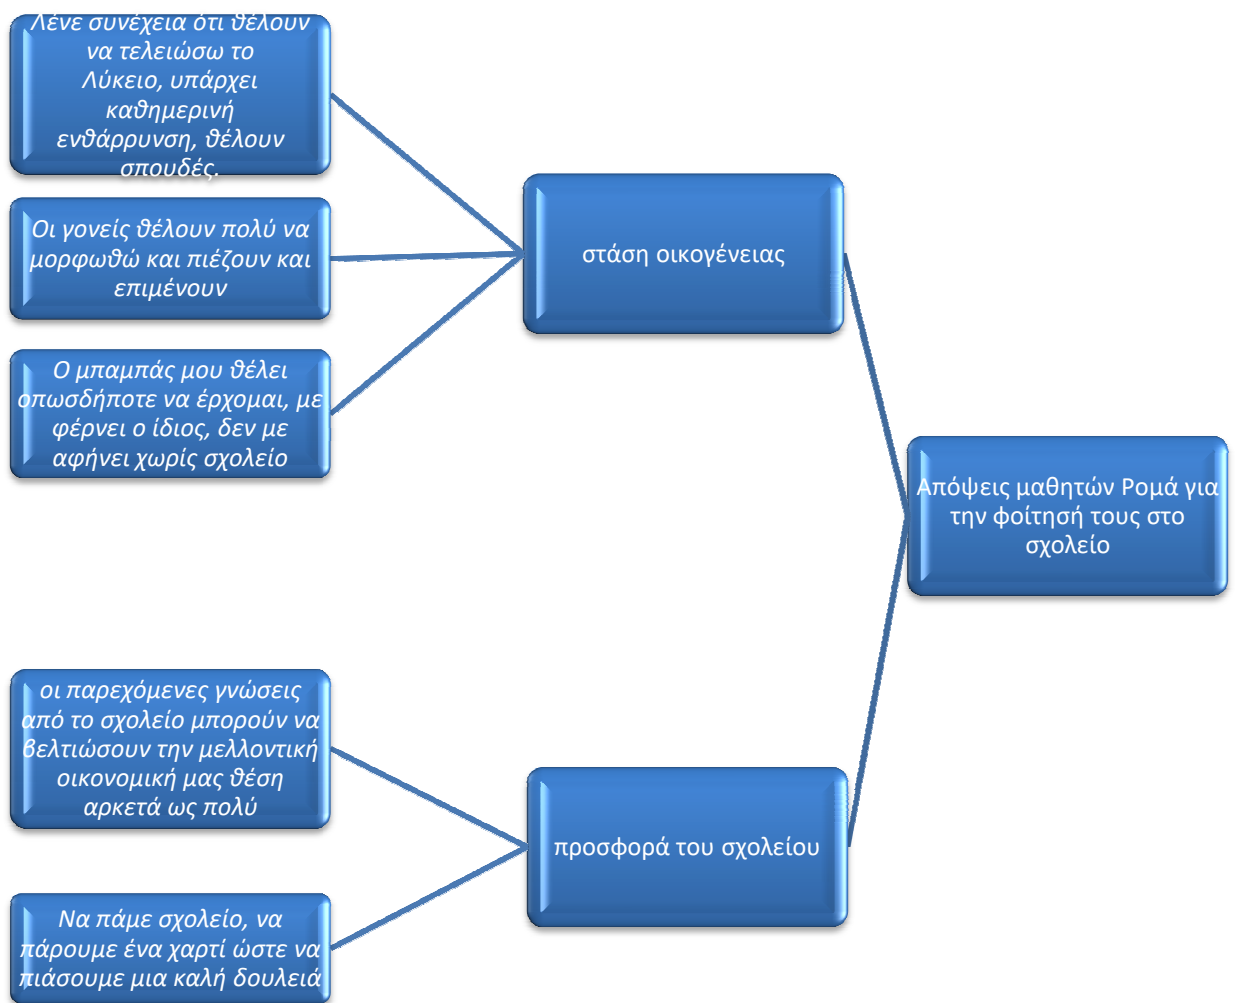 Λένε συνέχεια ότι θέλουν
να τελειώσω το
Λύκειο, υπάρχει
καθημερινή
ενθάρρυνση, θέλουν
σπουδές.
Οι γονείς θέλουν πολύ να
μορφωθώ και πιέζουν και
επιμένουν
Ο μπαμπάς μου θέλει
οπωσδήποτε να έρχομαι, με
φέρνει ο ίδιος, δεν με
αφήνει χωρίς σχολείο
στάση οικογένειας
Απόψεις μαθητών Ρομά για
την φοίτησή τους στο
σχολείο
οι παρεχόμενες γνώσεις
από το σχολείο μπορούν να
βελτιώσουν την μελλοντική
οικονομική μας θέση
αρκετά ως πολύ
προσφορά του σχολείου
Να πάμε σχολείο, να
πάρουμε ένα χαρτί ώστε να
πιάσουμε μια καλή δουλειά